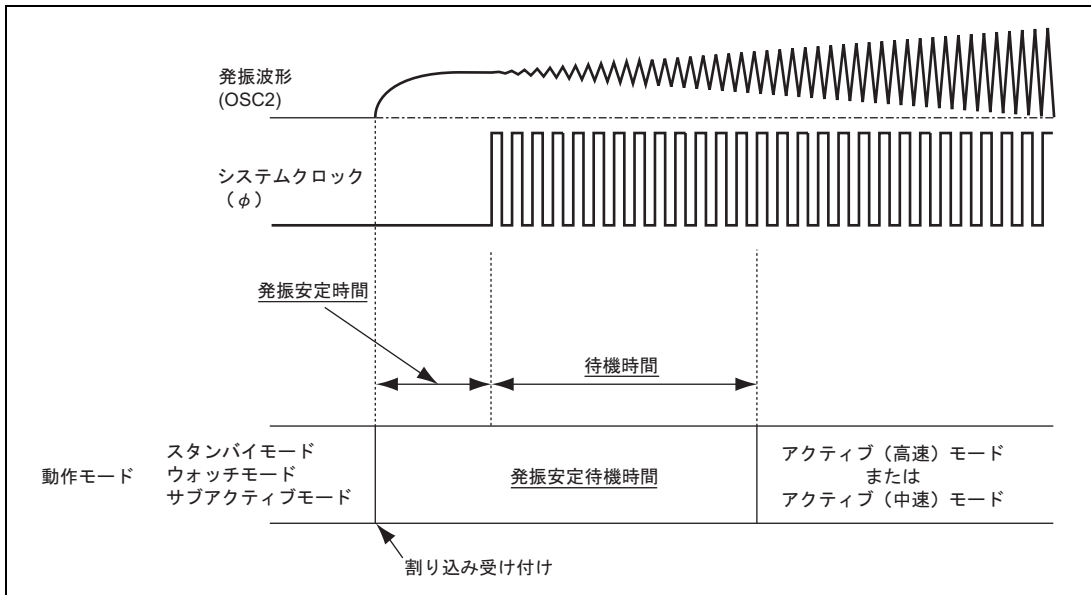 発振波形
(OSC2)
システムクロック
（φ）
発振安定時間
待機時間
動作モード
スタンバイモード
ウォッチモード
サブアクティブモード
発振安定待機時間
アクティブ（高速）モード
または
アクティブ（中速）モード
割り込み受け付け